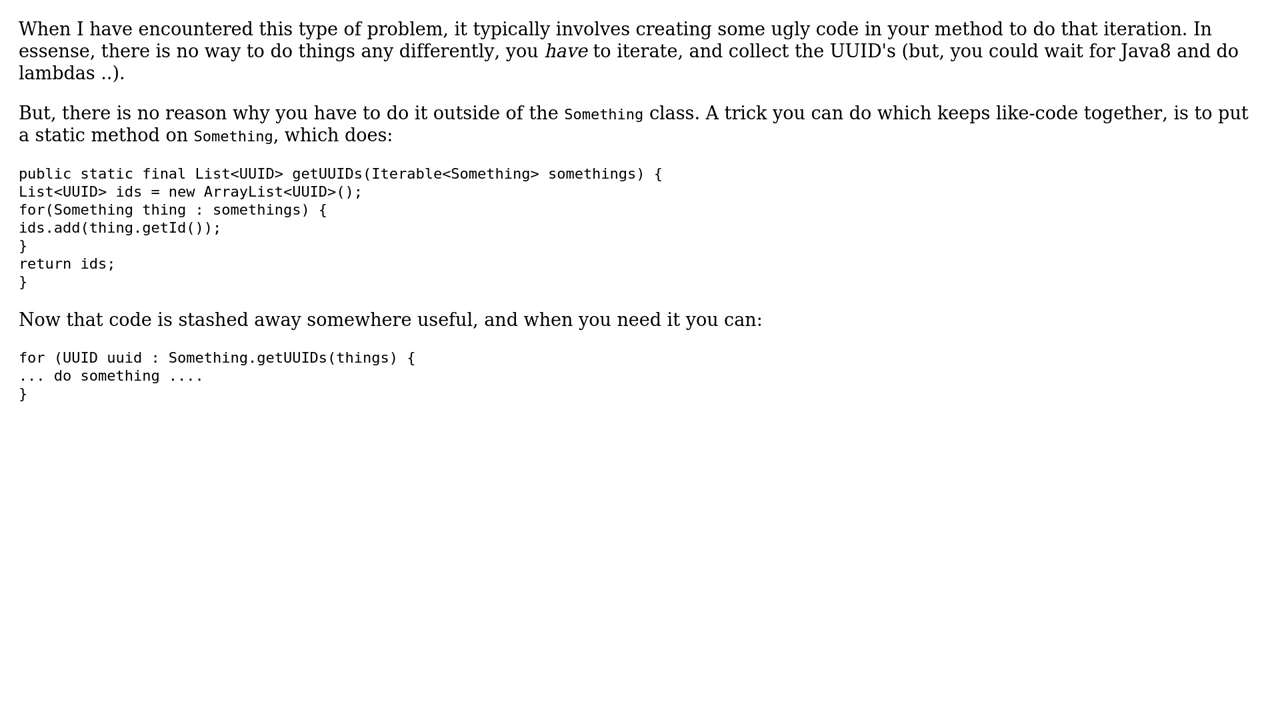 When I have encountered this type of problem, it typically involves creating some ugly code in your method to do that iteration. In
essense, there is no way to do things any differently, you have to iterate, and collect the UUID's (but, you could wait for Java8 and do
lambdas ..).
But, there is no reason why you have to do it outside of the Something class. A trick you can do which keeps like-code together, is to put
a static method on Something, which does:
public static final List<UUID> getUUIDs(Iterable<Something> somethings) {
List<UUID> ids = new ArrayList<UUID>();
for(Something thing : somethings) {
ids.add(thing.getId());
}
return ids;
}
Now that code is stashed away somewhere useful, and when you need it you can:
for (UUID uuid : Something.getUUIDs(things) {
... do something ....
}